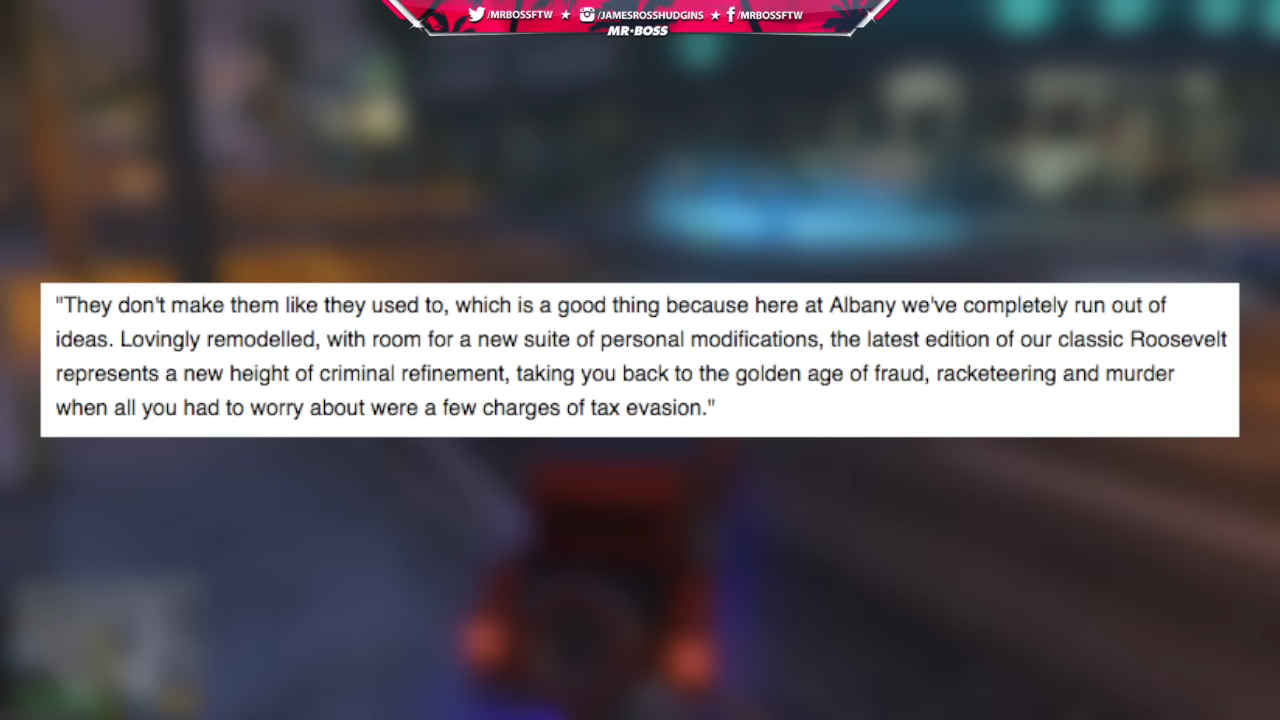 /MRBOSSFTW ★ /JAMESROSSHUDGINS ★ /MRBOSSFTW
MR•BOSS
"They don't make them like they used to, which is a good thing because here at Albany we've completely run out of
ideas. Lovingly remodelled, with room for a new suite of personal modifications, the latest edition of our classic Roosevelt
represents a new height of criminal refinement, taking you back to the golden age of fraud, racketeering and murder
when all you had to worry about were a few charges of tax evasion."